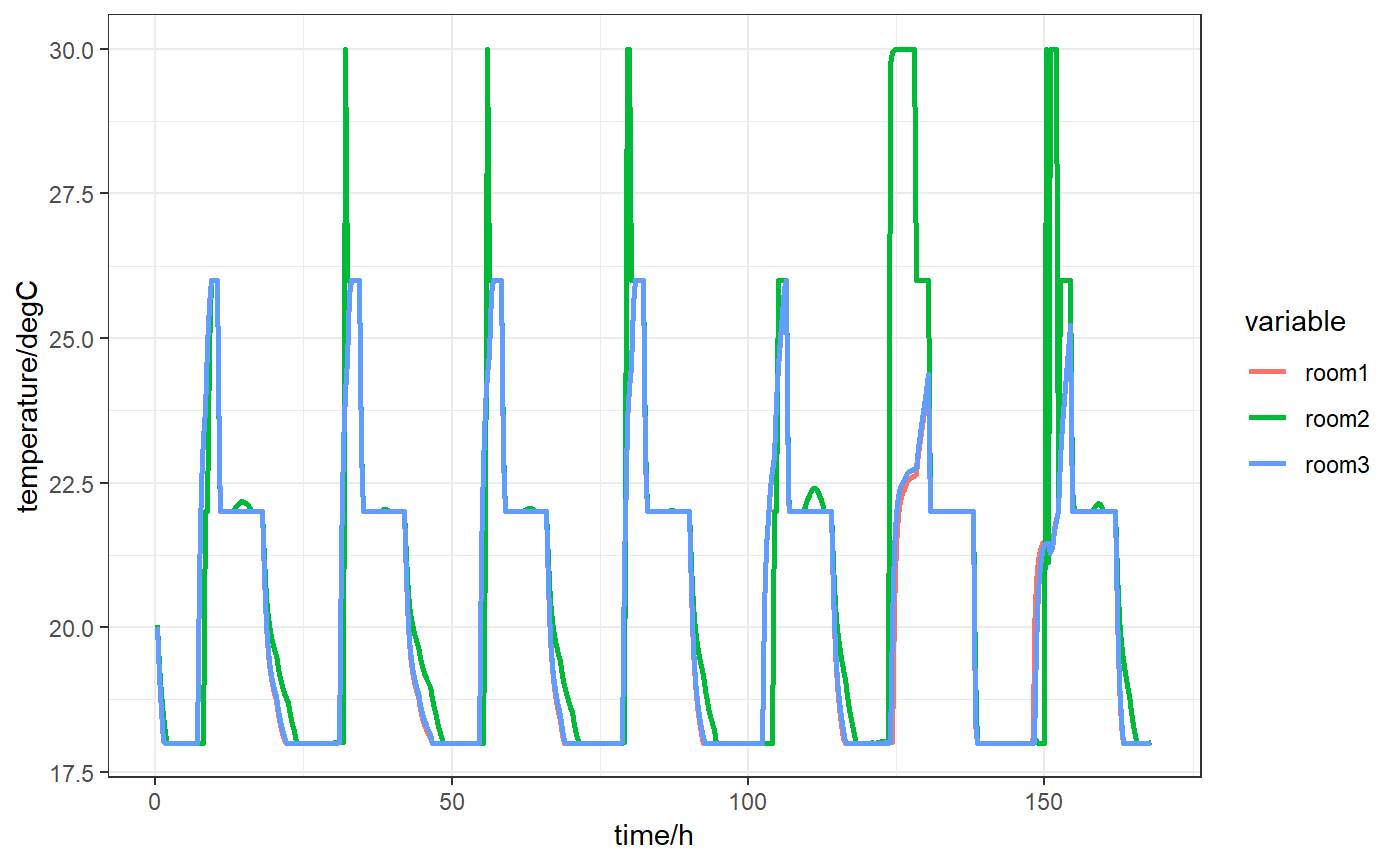 temperature/degC
30.0
27.5
25.0
22.5
20.0
17.5
0 50 100 150
time/h
variable
room1
room2
room3